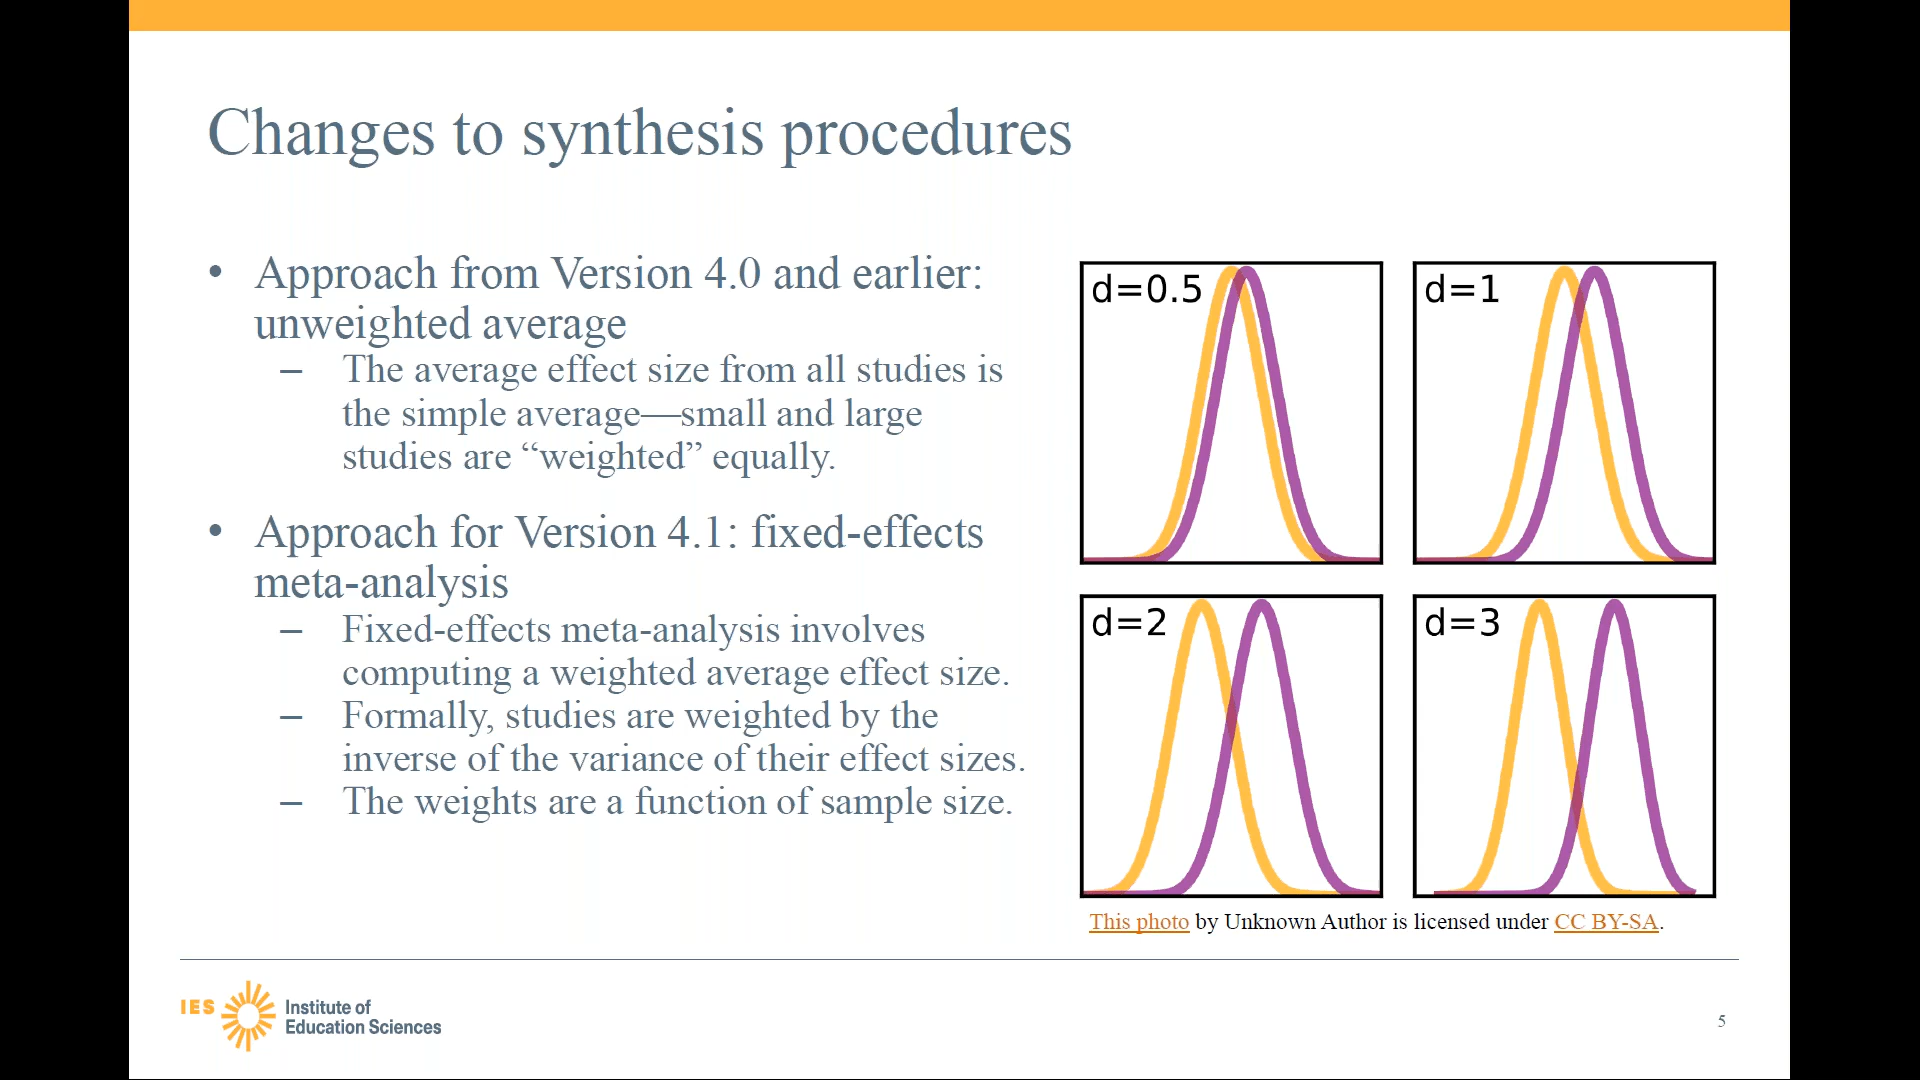 Changes to synthesis procedures
• Approach from Version 4.0 and earlier:
unweighted average
– The average effect size from all studies is
the simple average—small and large
studies are “weighted” equally.
• Approach for Version 4.1: fixed-effects
meta-analysis
– Fixed-effects meta-analysis involves
computing a weighted average effect size.
– Formally, studies are weighted by the
inverse of the variance of their effect sizes.
– The weights are a function of sample size.
d=0.5
d=1
d=2
d=3
This photo by Unknown Author is licensed under CC BY-SA.
IES
Institute of
Education Sciences
5